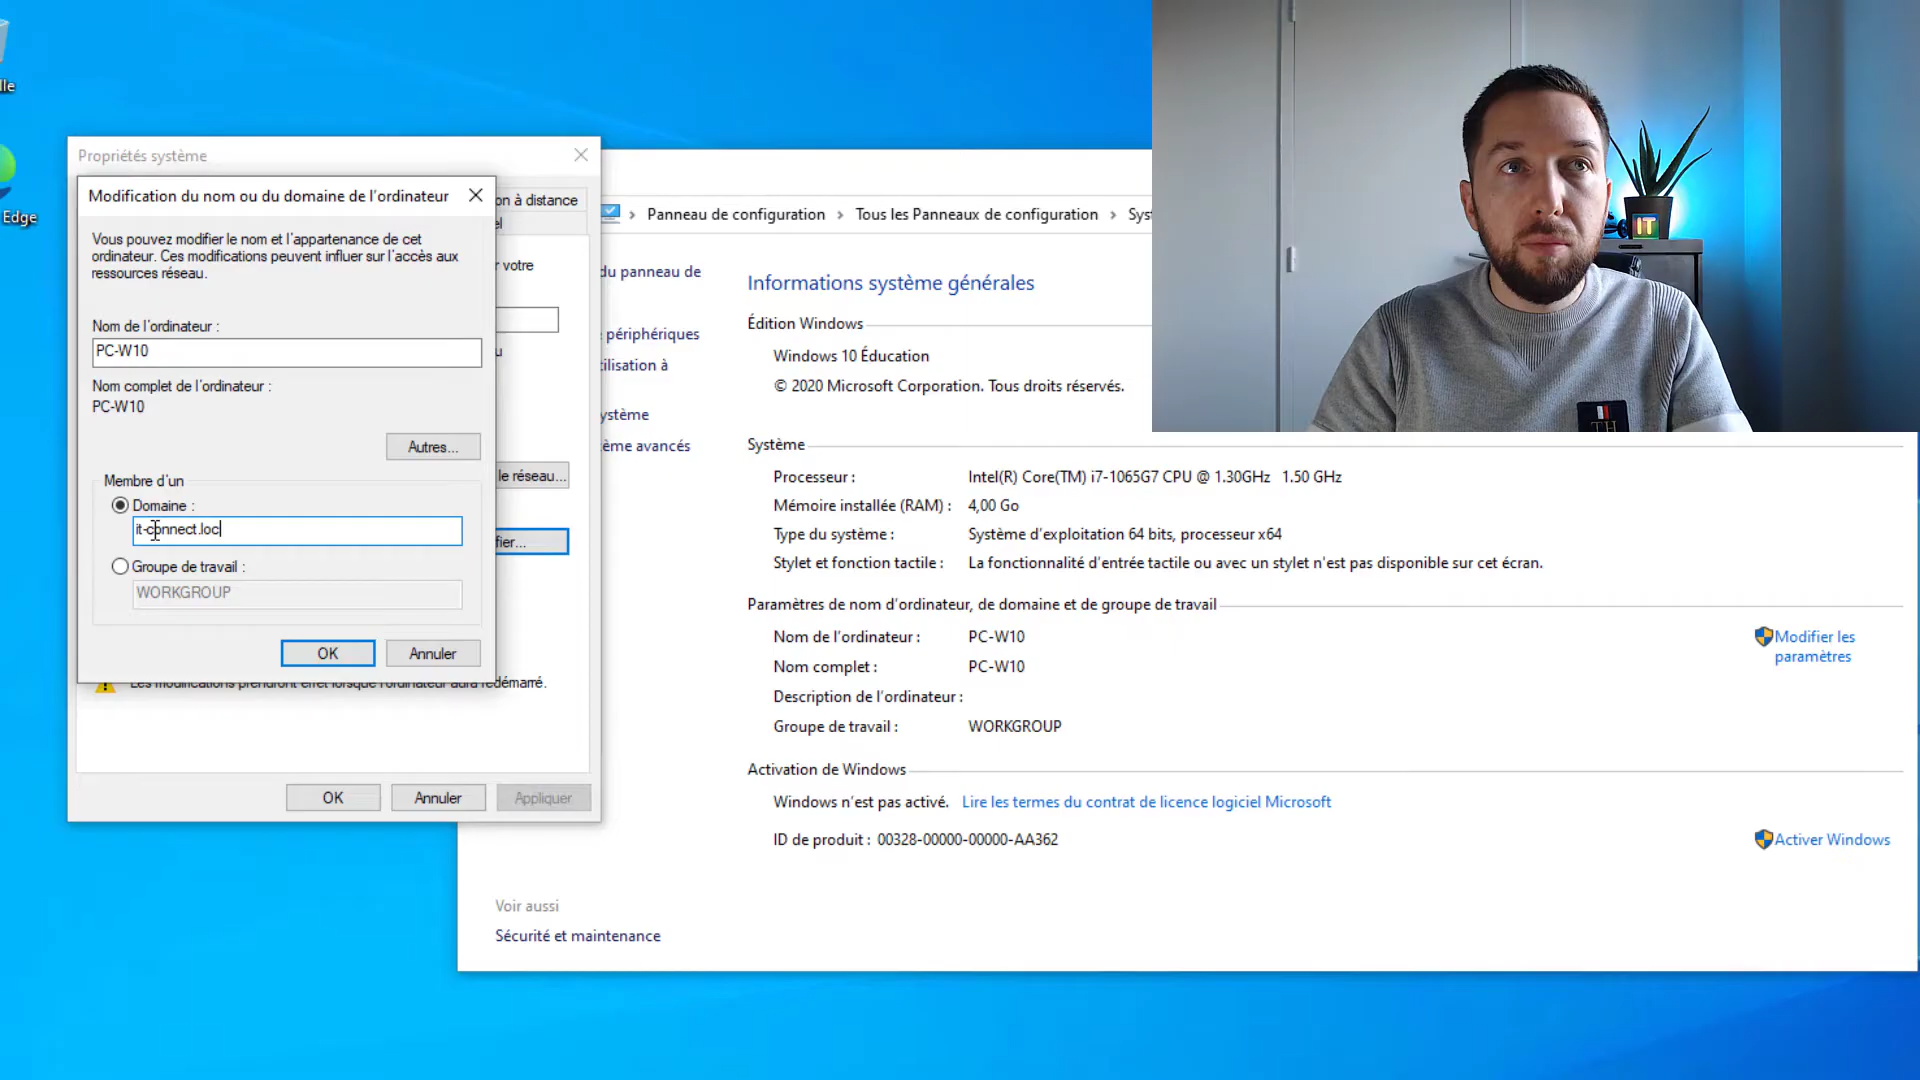 lle
Edge
Propriétés système
Modification du nom ou du domaine de l'ordinateur
Vous pouvez modifier le nom et l'appartenance de cet
ordinateur. Ces modifications peuvent influer sur l'accès aux
ressources réseau.
Nom de l'ordinateur :
PC-W10
Nom complet de l'ordinateur :
PC-W10
Autres...
Membre d'un
Domaine :
it-connect.loc
Groupe de travail :
WORKGROUP
OK
Annuler
on à distance
el
r votre
u
le réseau...
fier...
Les modifications prendront effet lorsque l'ordinateur aura redémarré.
OK
Annuler
Appliquer
Panneau de configuration
Tous les Panneaux de configuration
Sys
du panneau de
périphériques
tilisation à
ystème
ème avancés
Informations système générales
Édition Windows
Windows 10 Éducation
© 2020 Microsoft Corporation. Tous droits réservés.
Système
Processeur : Intel(R) Core(TM) i7-1065G7 CPU @ 1.30GHz 1.50 GHz
Mémoire installée (RAM) : 4,00 Go
Type du système : Système d'exploitation 64 bits, processeur x64
Stylet et fonction tactile : La fonctionnalité d'entrée tactile ou avec un stylet n'est pas disponible sur cet écran.
Paramètres de nom d'ordinateur, de domaine et de groupe de travail
Nom de l'ordinateur : PC-W10
Modifier les
paramètres
Nom complet : PC-W10
Description de l'ordinateur :
Groupe de travail : WORKGROUP
Activation de Windows
Windows n'est pas activé. Lire les termes du contrat de licence logiciel Microsoft
ID de produit : 00328-00000-00000-AA362
Activer Windows
Voir aussi
Sécurité et maintenance
IT
TH